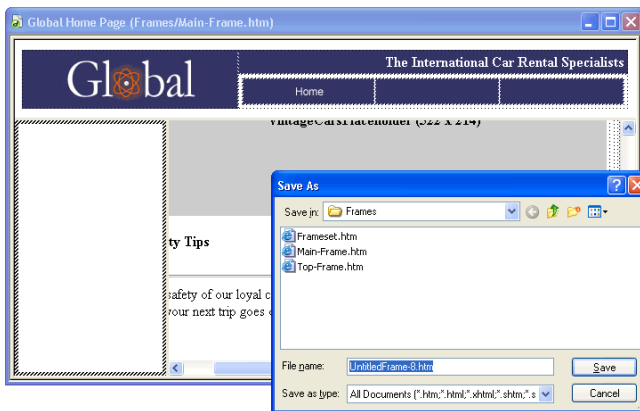 Global Home Page (Frames/Main-Frame.htm)
The International Car Rental Specialists
Global
Home
VintageCarsPlaceholder (322 x 214)
ty Tips
safety of our loyal c
your next trip goes
Save As
Save in: Frames
Frameset.htm
Main-Frame.htm
Top-Frame.htm
File name: UntitledFrame-8.htm Save
Save as type: All Documents (*.htm;*.html;*.xhtml;*.shtm;*.s Cancel